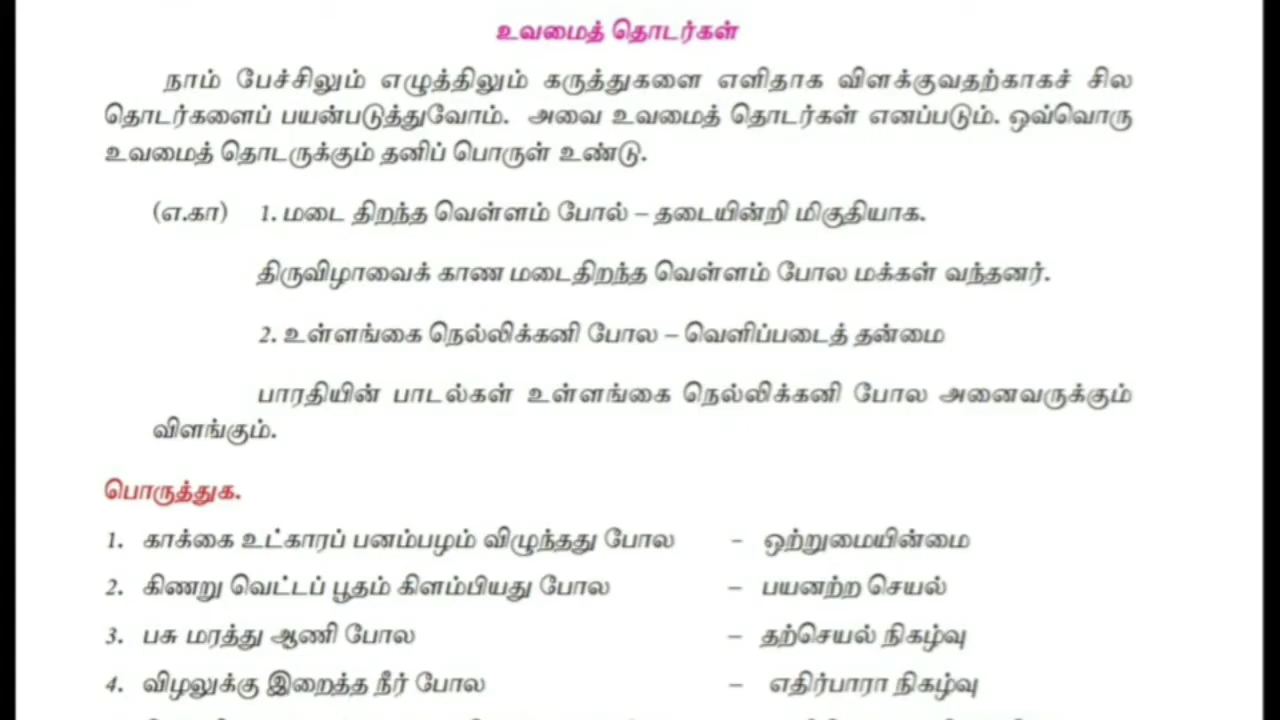 உவமைத் தொடர்கள்
நாம் பேச்சிலும் எழுத்திலும் கருத்துகளை எளிதாக விளக்குவதற்காகச் சில
தொடர்களைப் பயன்படுத்துவோம். அவை உவமைத் தொடர்கள் எனப்படும். ஒவ்வொரு
உவமைத் தொடருக்கும் தனிப் பொருள் உண்டு.
(எ.கா) 1. மடை திறந்த வெள்ளம் போல் – தடையின்றி மிகுதியாக.
திருவிழாவைக் காண மடைதிறந்த வெள்ளம் போல மக்கள் வந்தனர்.
2. உள்ளங்கை நெல்லிக்கனி போல – வெளிப்படைத் தன்மை
பாரதியின் பாடல்கள் உள்ளங்கை நெல்லிக்கனி போல அனைவருக்கும்
விளங்கும்.
பொருத்துக.
1. காக்கை உட்காரப் பனம்பழம் விழுந்தது போல - ஒற்றுமையின்மை
2. கிணறு வெட்டப் பூதம் கிளம்பியது போல – பயனற்ற செயல்
3. பசு மரத்து ஆணி போல – தற்செயல் நிகழ்வு
4. விழலுக்கு இறைத்த நீர் போல – எதிர்பாரா நிகழ்வு